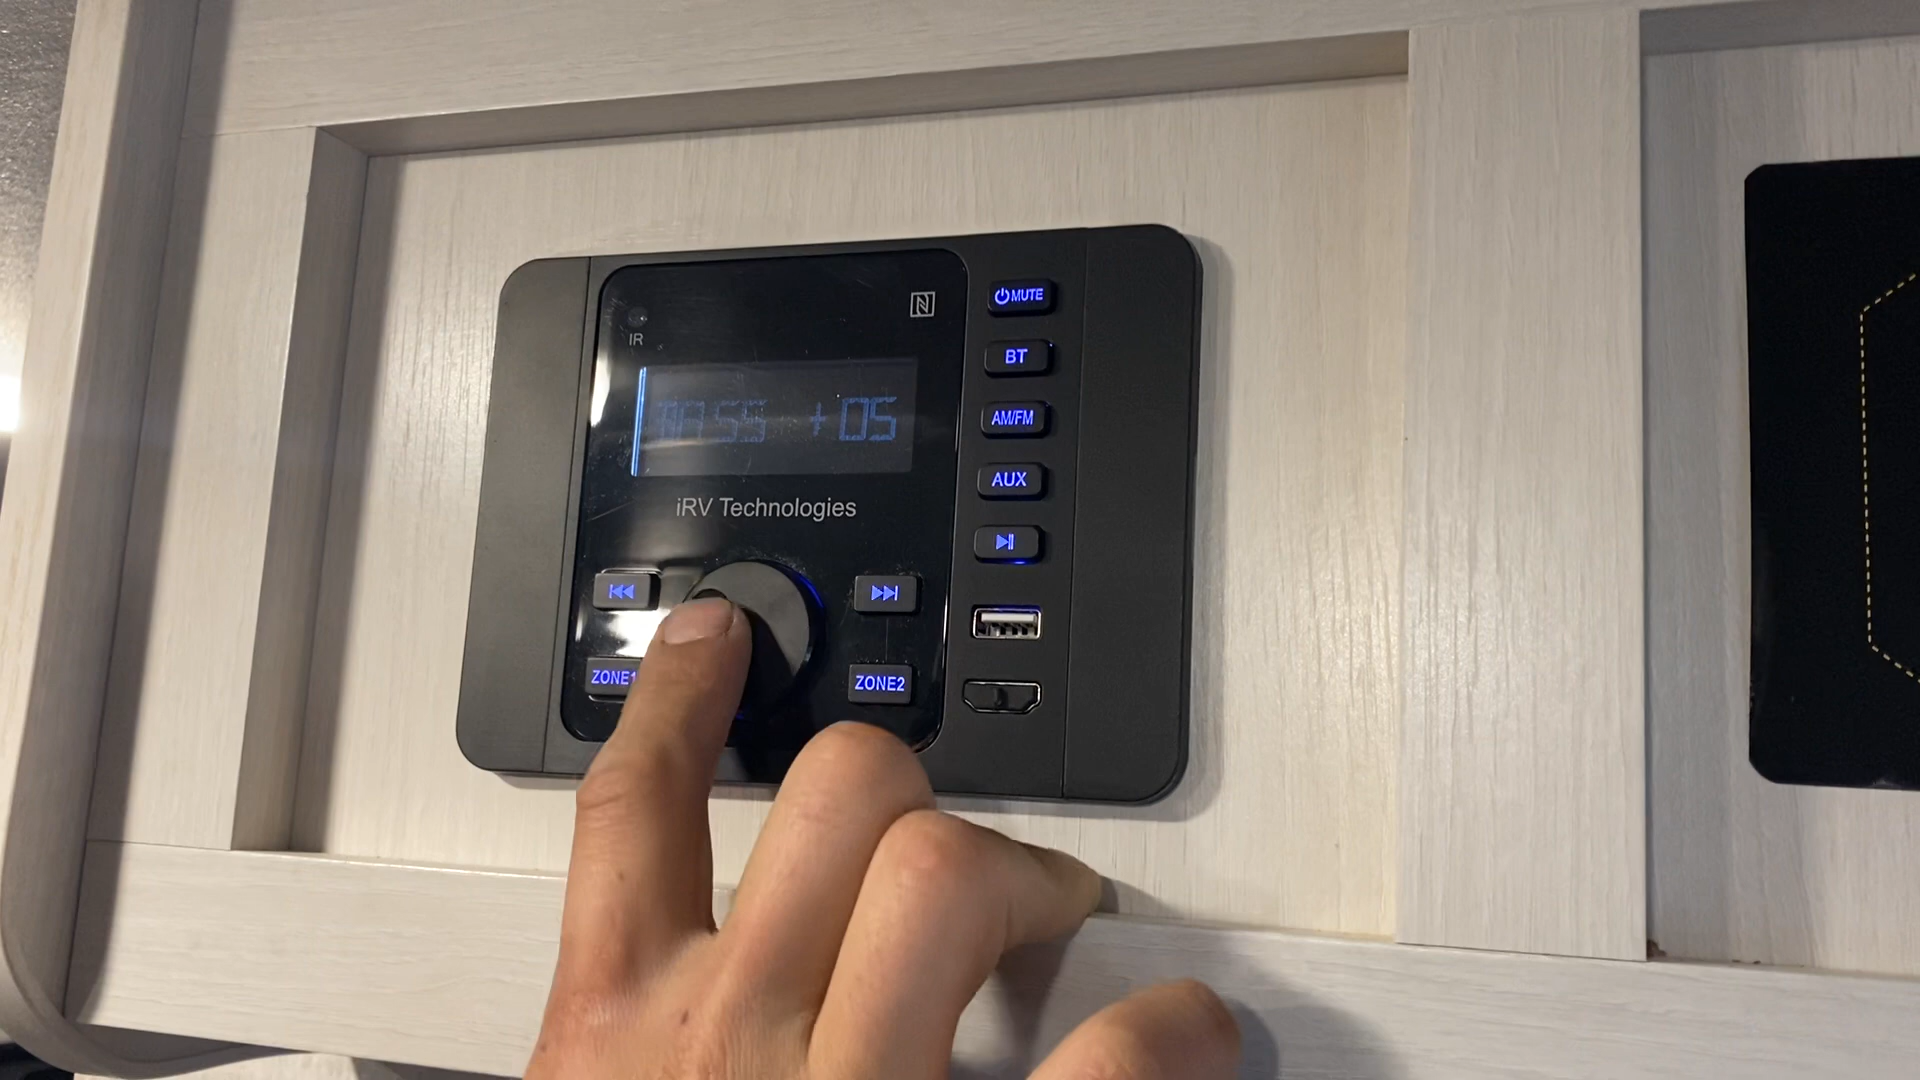 IR
BASS +05
iRV Technologies
ZONE1
ZONE2
MUTE
BT
AM/FM
AUX